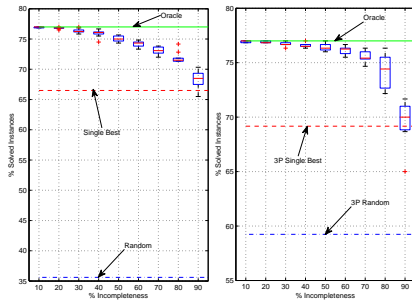 80
75
70
65
60
55
50
45
40
35
% Solved Instances
Oracle
Single Best
Random
10 20 30 40 50 60 70 80 90
% Incompleteness
80
75
70
65
60
55
% Solved Instances
Oracle
3P Single Best
3P Random
10 20 30 40 50 60 70 80 90
% Incompleteness